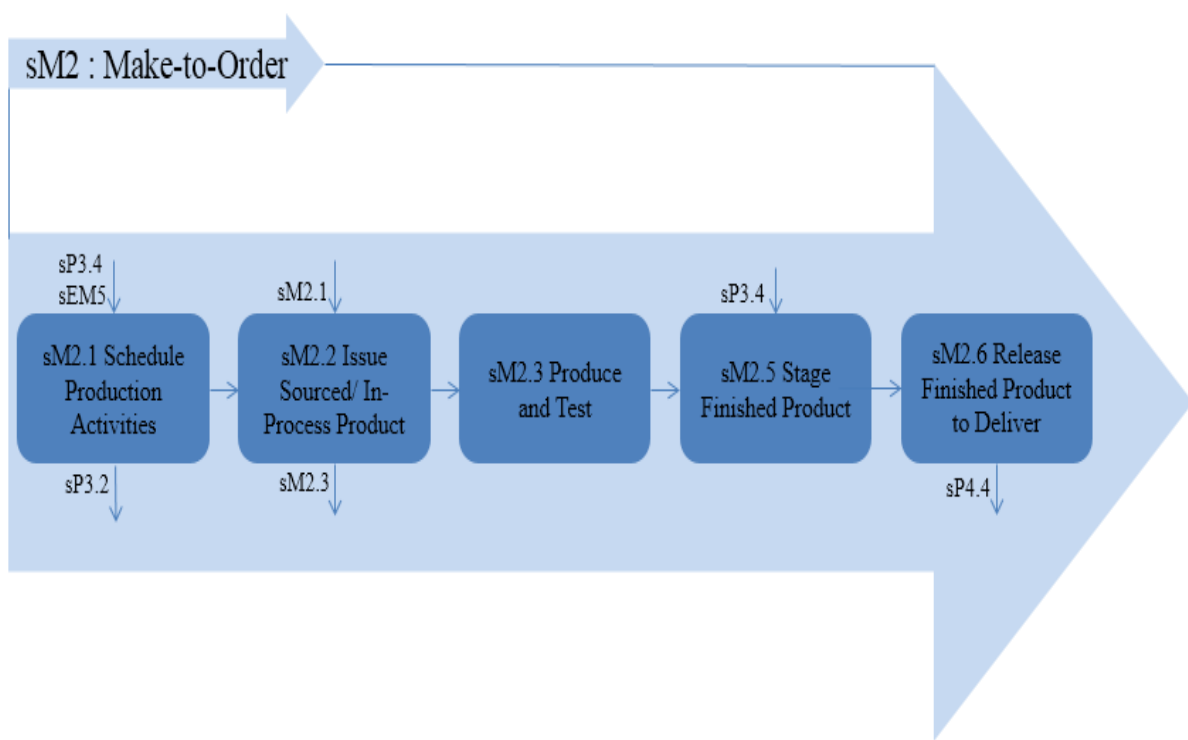 sM2 : Make-to-Order
sP3.4
sEM5
sM2.1
sP3.4
sM2.1 Schedule
Production
Activities
sM2.2 Issue
Sourced/ In-
Process Product
sM2.3 Produce
and Test
sM2.5 Stage
Finished Product
sM2.6 Release
Finished Product
to Deliver
sP3.2
sM2.3
sP4.4